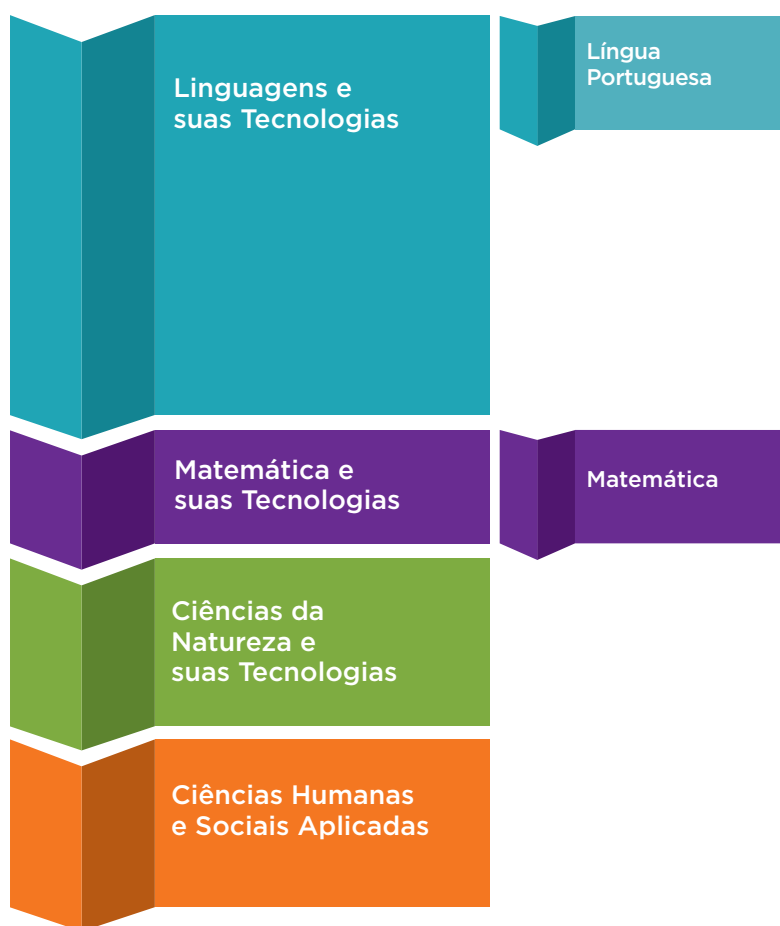 Linguagens e
suas Tecnologias
Língua
Portuguesa
Matemática e
suas Tecnologias
Matemática
Ciências da
Natureza e
suas Tecnologias
Ciências Humanas
e Sociais Aplicadas